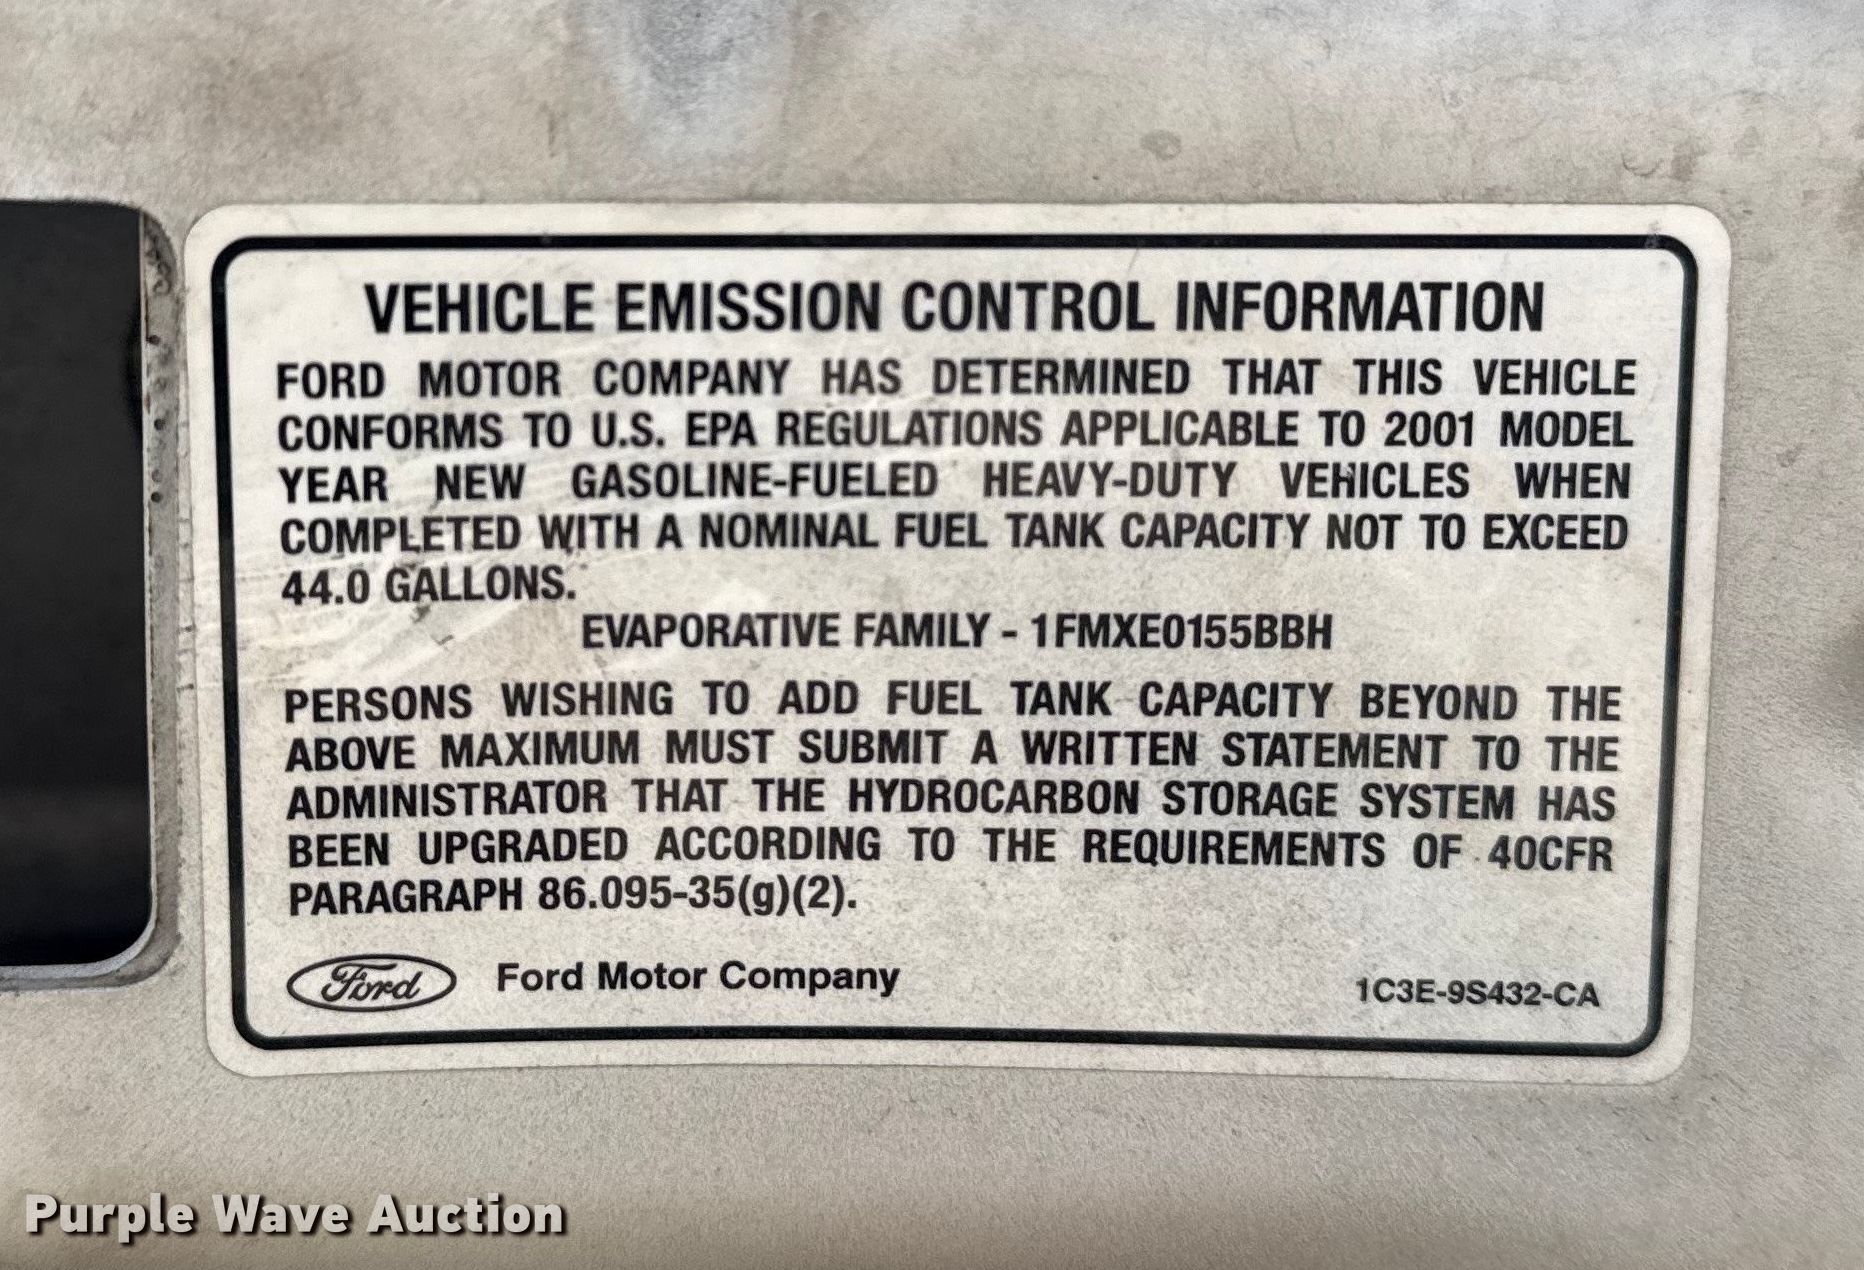 VEHICLE EMISSION CONTROL INFORMATION
FORD MOTOR COMPANY HAS DETERMINED THAT THIS VEHICLE
CONFORMS TO U.S. EPA REGULATIONS APPLICABLE TO 2001 MODEL
YEAR NEW GASOLINE-FUELED HEAVY-DUTY VEHICLES WHEN
COMPLETED WITH A NOMINAL FUEL TANK CAPACITY NOT TO EXCEED
44.0 GALLONS.
EVAPORATIVE FAMILY - 1FMXE0155BBH
PERSONS WISHING TO ADD FUEL TANK CAPACITY BEYOND THE
ABOVE MAXIMUM MUST SUBMIT A WRITTEN STATEMENT TO THE
ADMINISTRATOR THAT THE HYDROCARBON STORAGE SYSTEM HAS
BEEN UPGRADED ACCORDING TO THE REQUIREMENTS OF 40CFR
PARAGRAPH 86.095-35(g)(2).
Ford Ford Motor Company 1C3E-9S432-CA
Purple Wave Auction